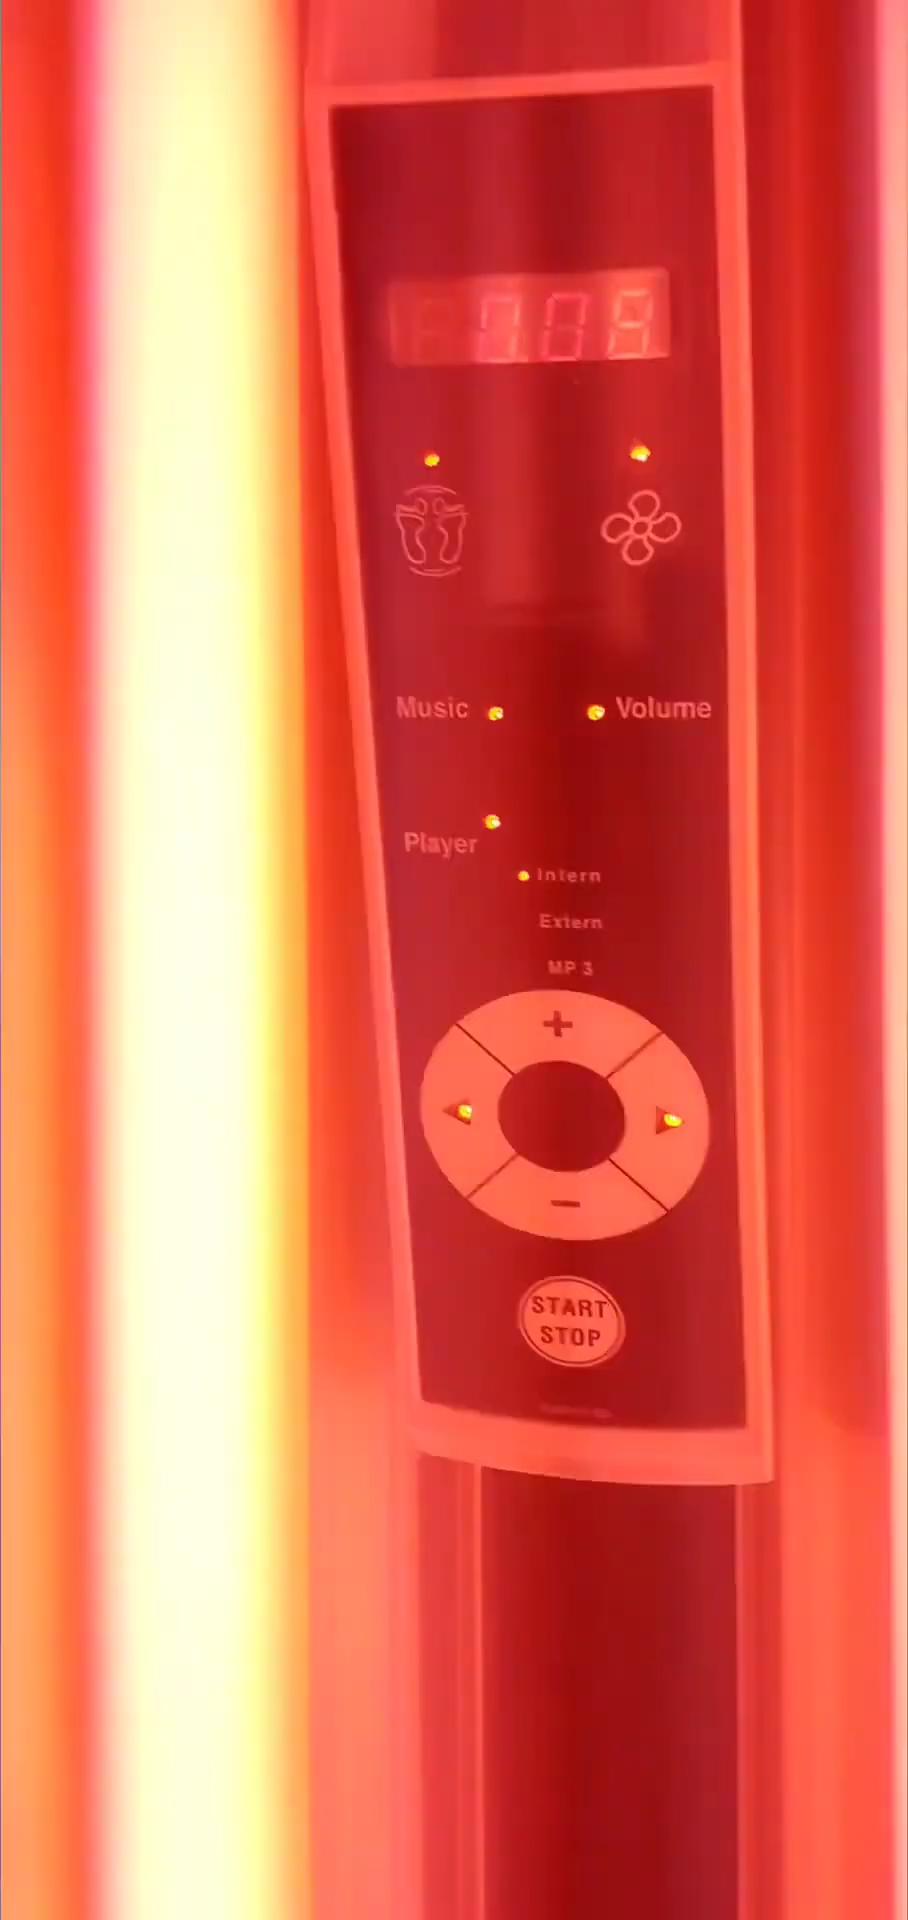 Music
Volume
Player
Intern
Extern
MP 3
+
−
START
STOP